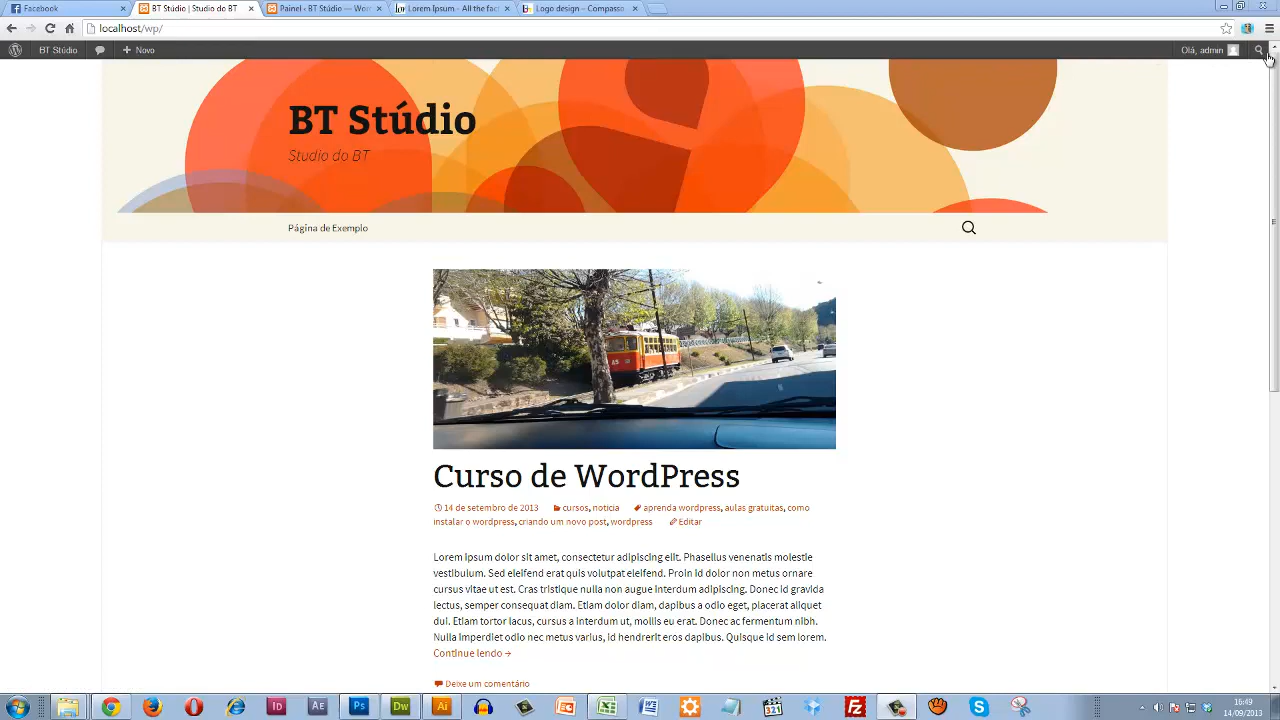 Facebook
BT Stúdio | Studio do BT
Painel ‹ BT Stúdio — Wor
Lorem Ipsum - All the fac
Logo design – Compasso
localhost/wp/
BT Stúdio
Novo
Olá, admin
BT Stúdio
Studio do BT
Página de Exemplo
Curso de WordPress
14 de setembro de 2013 cursos, noticia aprenda wordpress, aulas gratuitas, como
instalar o wordpress, criando um novo post, wordpress Editar
Lorem ipsum dolor sit amet, consectetur adipiscing elit. Phasellus venenatis molestie
vestibulum. Sed eleifend erat quis volutpat eleifend. Proin id dolor non metus ornare
cursus vitae ut est. Cras tristique nulla non augue interdum adipiscing. Donec id gravida
lectus, semper consequat diam. Etiam dolor diam, dapibus a odio eget, placerat aliquet
dui. Etiam tortor lacus, cursus a interdum ut, mollis eu erat. Donec ac fermentum nibh.
Nulla imperdiet odio nec metus varius, id hendrerit eros dapibus. Quisque id sem lorem.
Continue lendo →
Deixe um comentário
16:49
14/09/2013